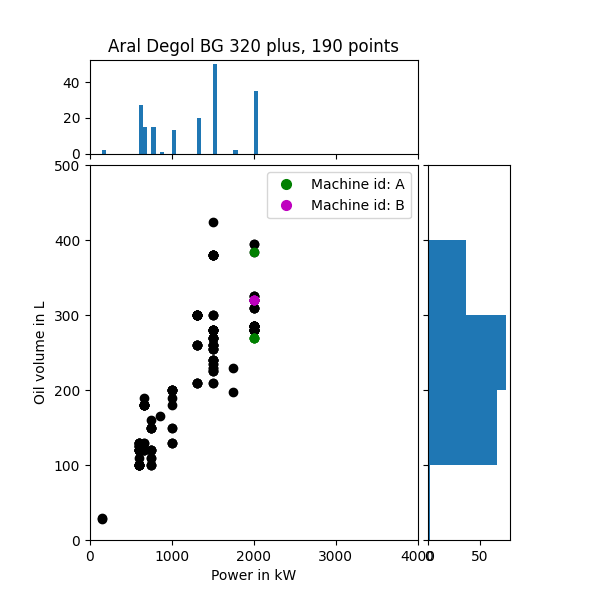 Aral Degol BG 320 plus, 190 points
40
20
0
500
400
300
200
100
0
Oil volume in L
Machine id: A
Machine id: B
0 1000 2000 3000 4000
0 50
Power in kW